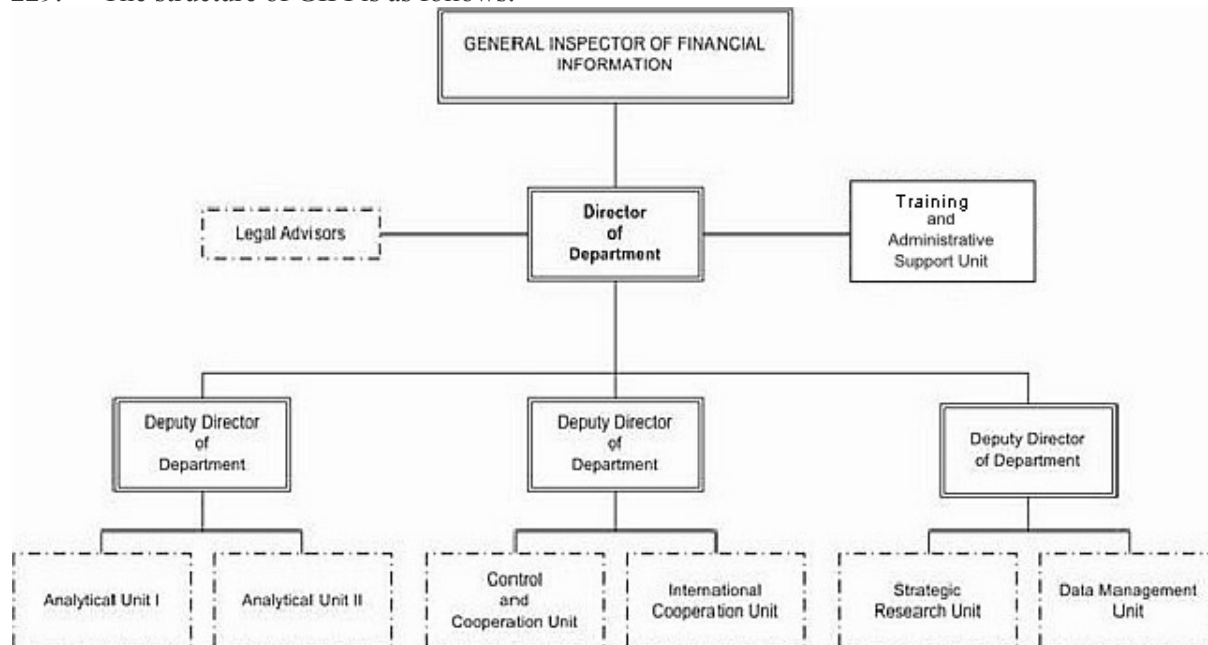 229. The structure of GIFI is as follows:
GENERAL INSPECTOR OF FINANCIAL
INFORMATION
Legal Advisors
Director
of
Department
Training
and
Administrative
Support Unit
Deputy Director
of
Department
Deputy Director
of
Department
Deputy Director
of Department
Analytical Unit I
Analytical Unit II
Control
and
Cooperation Unit
International
Cooperation Unit
Strategic
Research Unit
Data Management
Unit